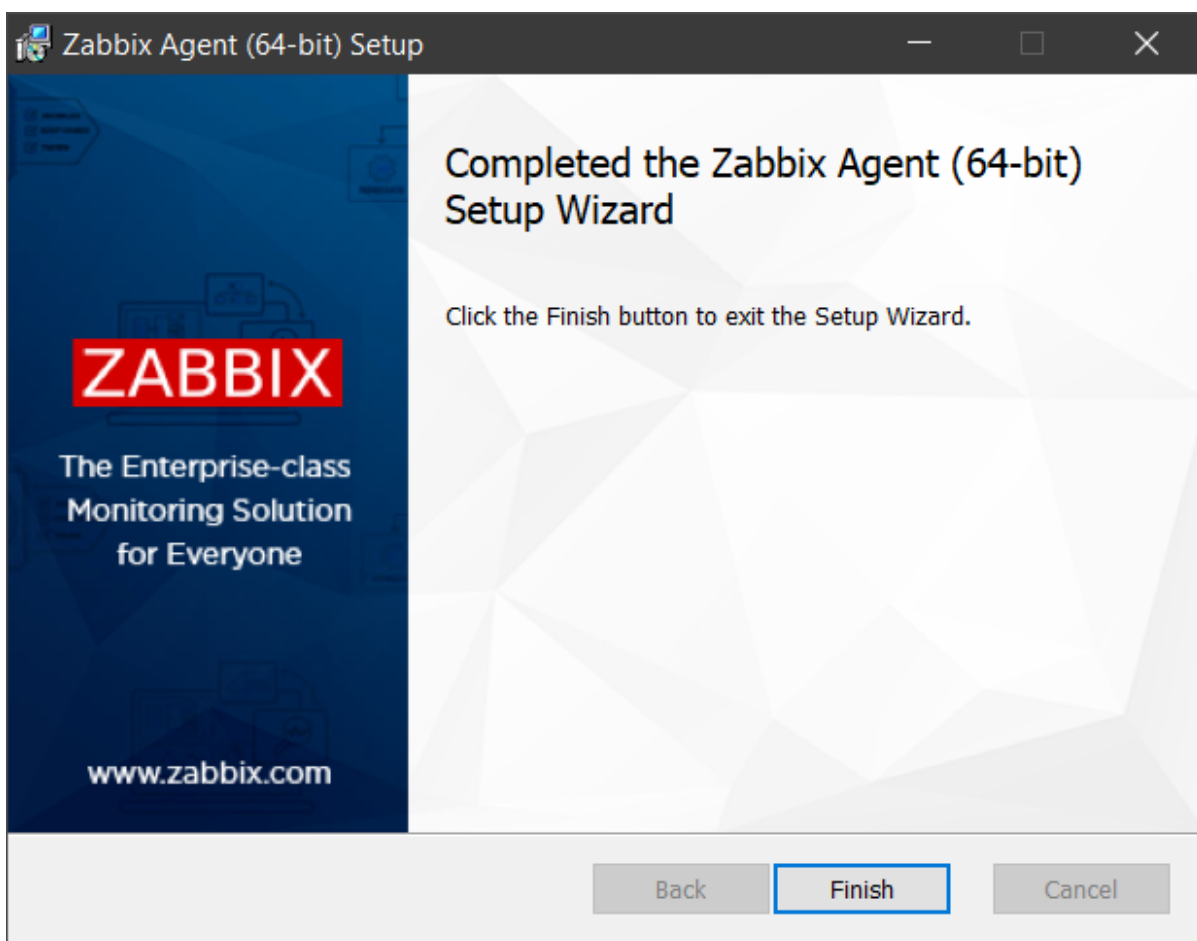 Zabbix Agent (64-bit) Setup
Completed the Zabbix Agent (64-bit)
Setup Wizard
Click the Finish button to exit the Setup Wizard.
ZABBIX
The Enterprise-class
Monitoring Solution
for Everyone
www.zabbix.com
Back
Finish
Cancel